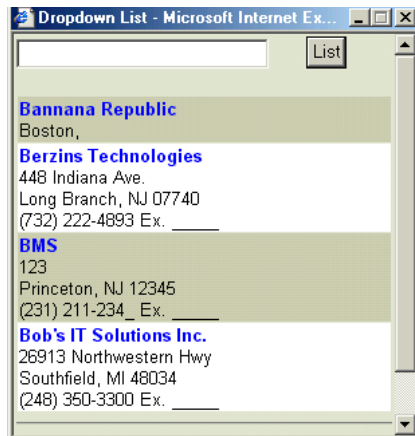 Dropdown List - Microsoft Internet Ex...
List
Bannana Republic
Boston,
Berzins Technologies
448 Indiana Ave.
Long Branch, NJ 07740
(732) 222-4893 Ex. _____
BMS
123
Princeton, NJ 12345
(231) 211-234_ Ex. _____
Bob's IT Solutions Inc.
26913 Northwestern Hwy
Southfield, MI 48034
(248) 350-3300 Ex. _____